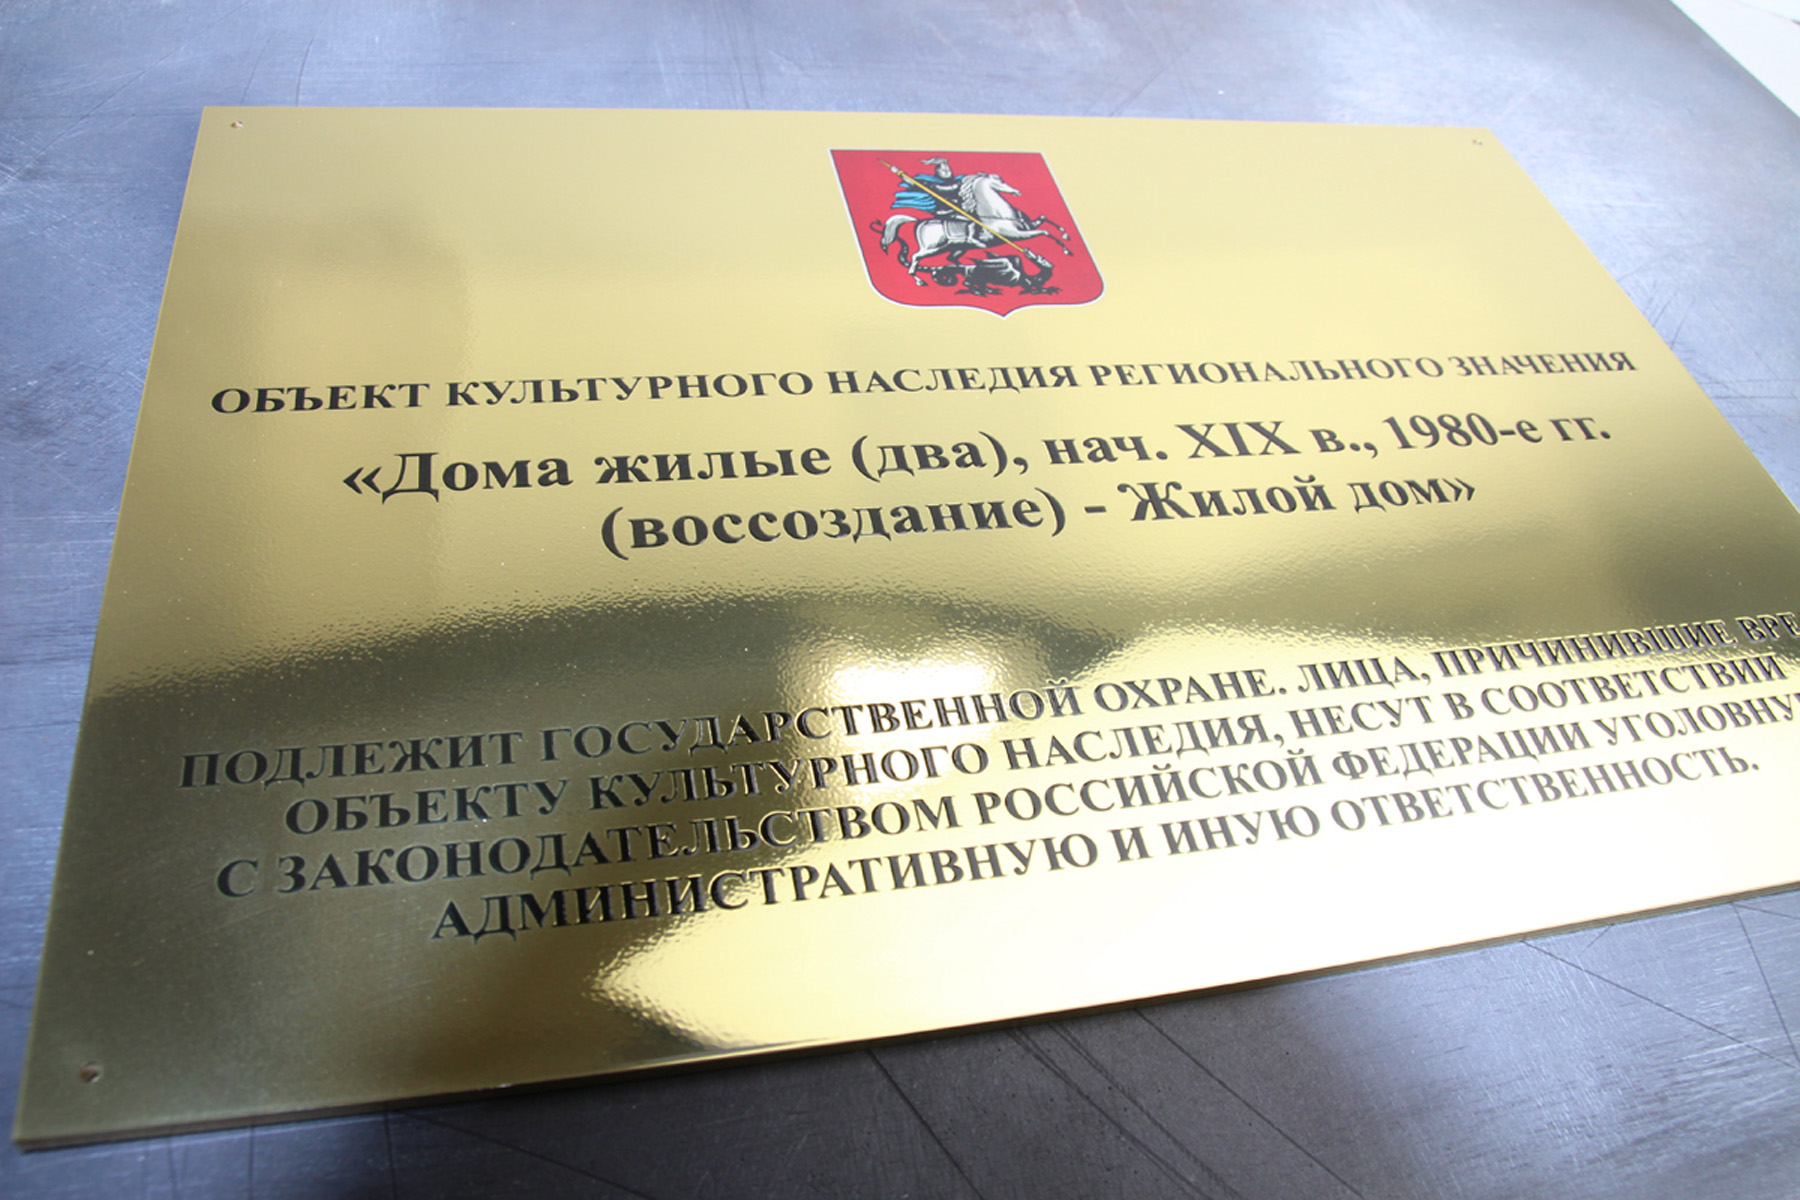 ОБЪЕКТ КУЛЬТУРНОГО НАСЛЕДИЯ РЕГИОНАЛЬНОГО ЗНАЧЕНИЯ
«Дома жилые (два), нач. XIX в., 1980-е гг.
(воссоздание) - Жилой дом»
ПОДЛЕЖИТ ГОСУДАРСТВЕННОЙ ОХРАНЕ. ЛИЦА, ПРИЧИНИВШИЕ
ОБЪЕКТУ КУЛЬТУРНОГО НАСЛЕДИЯ, НЕСУТ В СООТВЕТСТВИИ
С ЗАКОНОДАТЕЛЬСТВОМ РОССИЙСКОЙ ФЕДЕРАЦИИ
АДМИНИСТРАТИВНУЮ И ИНУЮ ОТВЕТСТВЕННОСТЬ.